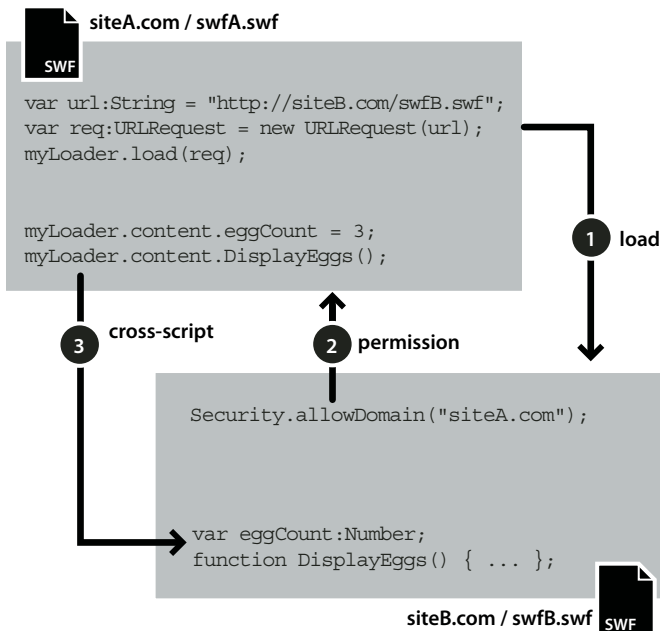 siteA.com / swfA.swf
SWF
var url:String = "http://siteB.com/swfB.swf";
var req:URLRequest = new URLRequest(url);
myLoader.load(req);
myLoader.content.eggCount = 3;
myLoader.content.DisplayEggs();
1 load
3 cross-script
2 permission
Security.allowDomain("siteA.com");
var eggCount:Number;
function DisplayEggs() { ... };
siteB.com / swfB.swf
SWF